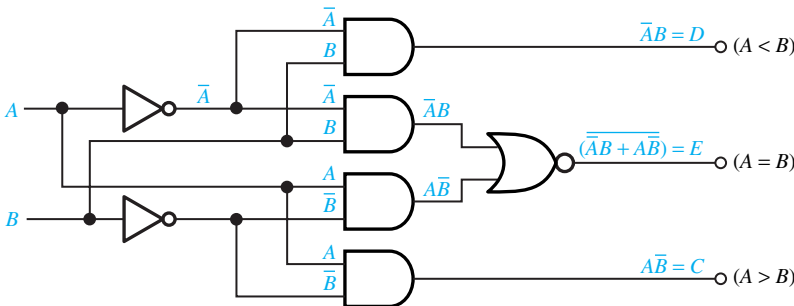 A̅
A̅B = D
(A < B)
B
A̅
A̅
A̅B
A
B
(A̅B + AB̅)̅ = E
(A = B)
A
AB̅
B̅
B
A
AB̅ = C
(A > B)
B̅